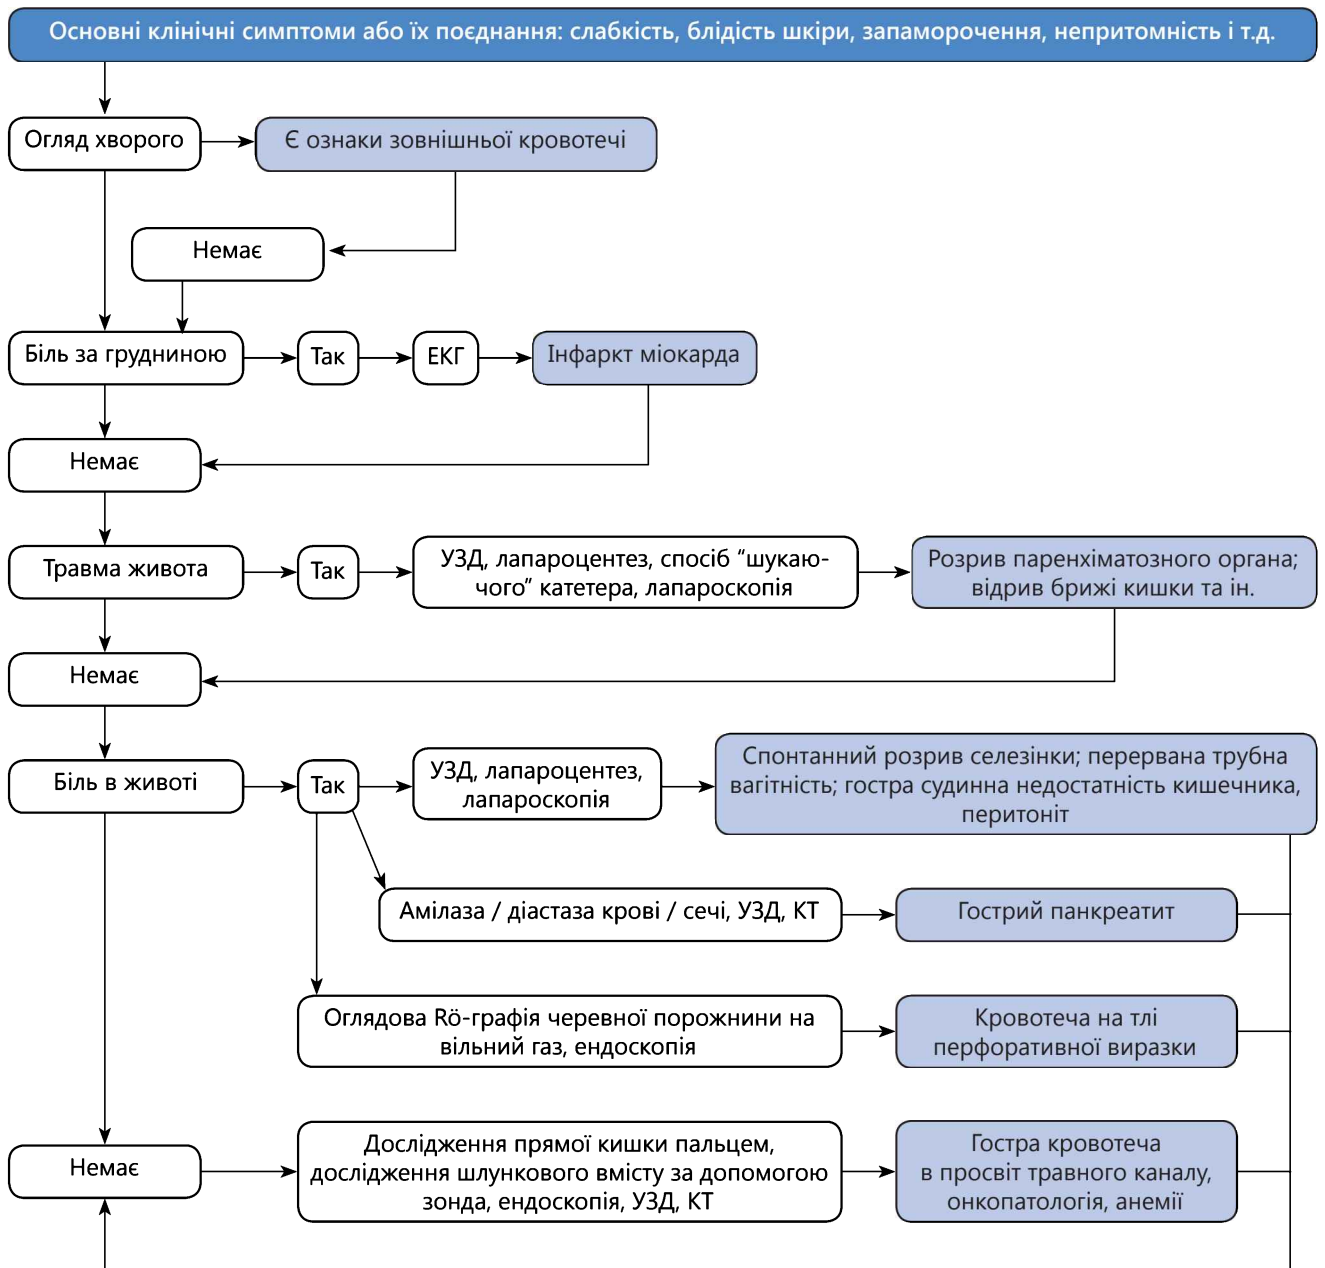 Основні клінічні симптоми або їх поєднання: слабкість, блідість шкіри, запаморочення, непритомність і т.д.
Огляд хворого
Є ознаки зовнішньої кровотечі
Немає
Біль за грудниною
Так
ЕКГ
Інфаркт міокарда
Немає
Травма живота
Так
УЗД, лапароцентез, спосіб "шукаю-
чого" катетера, лапароскопія
Розрив паренхіматозного органа;
відрив брижі кишки та ін.
Немає
Біль в животі
Так
УЗД, лапароцентез,
лапароскопія
Спонтанний розрив селезінки; перервана трубна
вагітність; гостра судинна недостатність кишечника,
перитоніт
Амілаза / діастаза крові / сечі, УЗД, КТ
Гострий панкреатит
Оглядова Rö-графія черевної порожнини на
вільний газ, ендоскопія
Кровотеча на тлі
перфоративної виразки
Немає
Дослідження прямої кишки пальцем,
дослідження шлункового вмісту за допомогою
зонда, ендоскопія, УЗД, КТ
Гостра кровотеча
в просвіт травного каналу,
онкопатологія, анемії